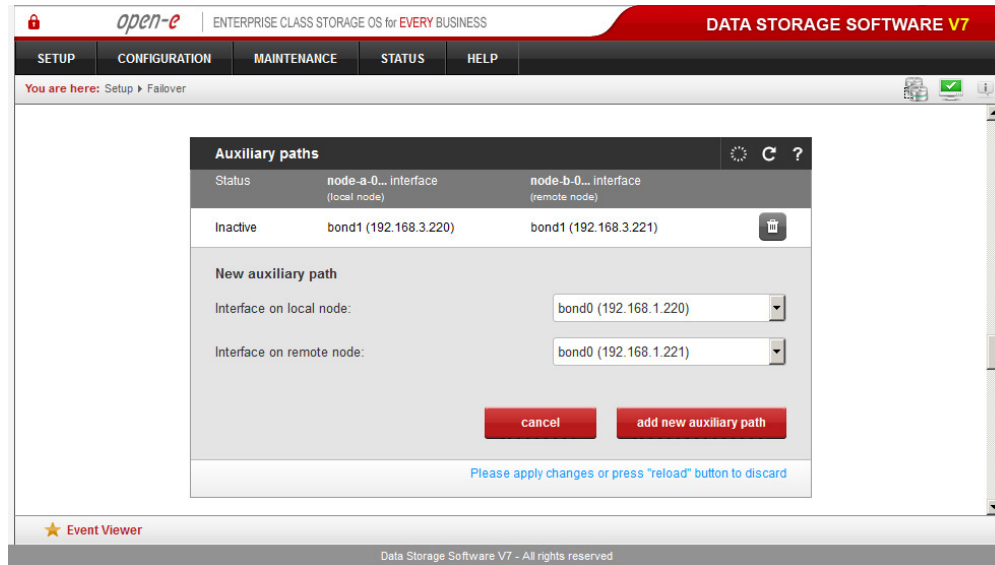 open-e ENTERPRISE CLASS STORAGE OS for EVERY BUSINESS DATA STORAGE SOFTWARE V7
SETUP CONFIGURATION MAINTENANCE STATUS HELP
You are here: Setup Failover
Auxiliary paths ?
Status node-a-0... interface node-b-0... interface
(local node) (remote node)
Inactive bond1 (192.168.3.220) bond1 (192.168.3.221)
New auxiliary path
Interface on local node: bond0 (192.168.1.220)
Interface on remote node: bond0 (192.168.1.221)
cancel add new auxiliary path
Please apply changes or press "reload" button to discard
Event Viewer
Data Storage Software V7 - All rights reserved